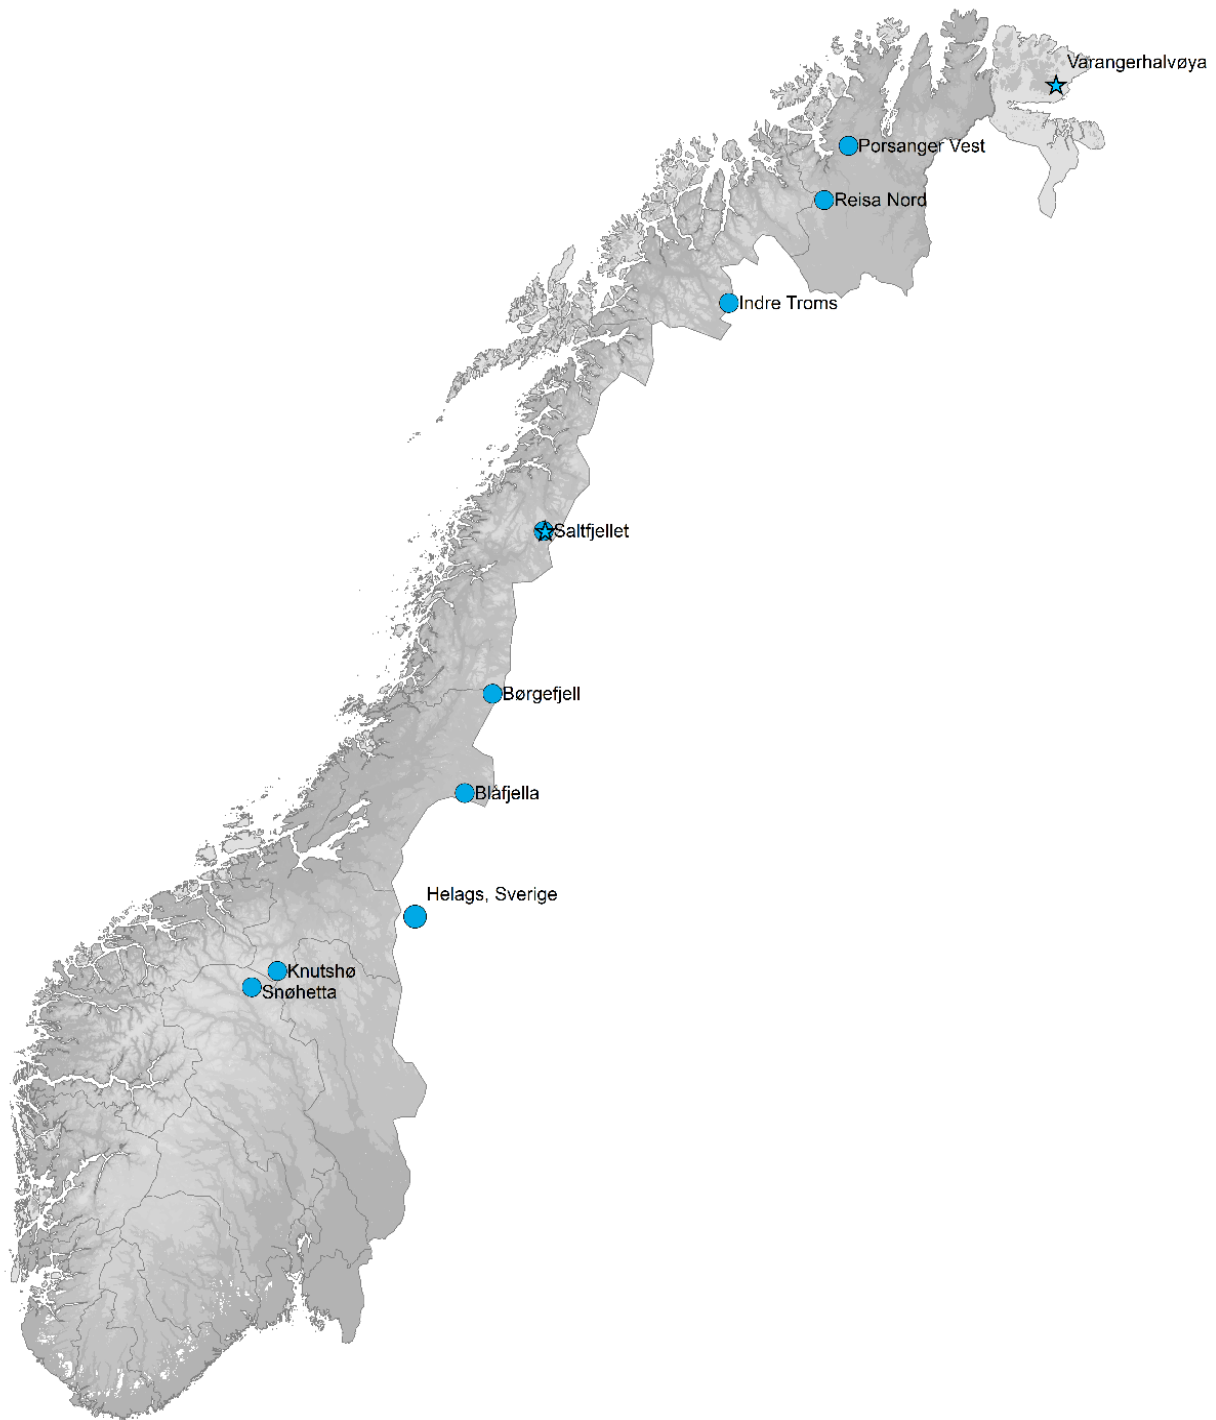 Varangerhalvøya
Porsanger Vest
Reisa Nord
Indre Troms
Saltfjellet
Børgefjell
Blåfjella
Helags, Sverige
Knutshø
Snøhetta